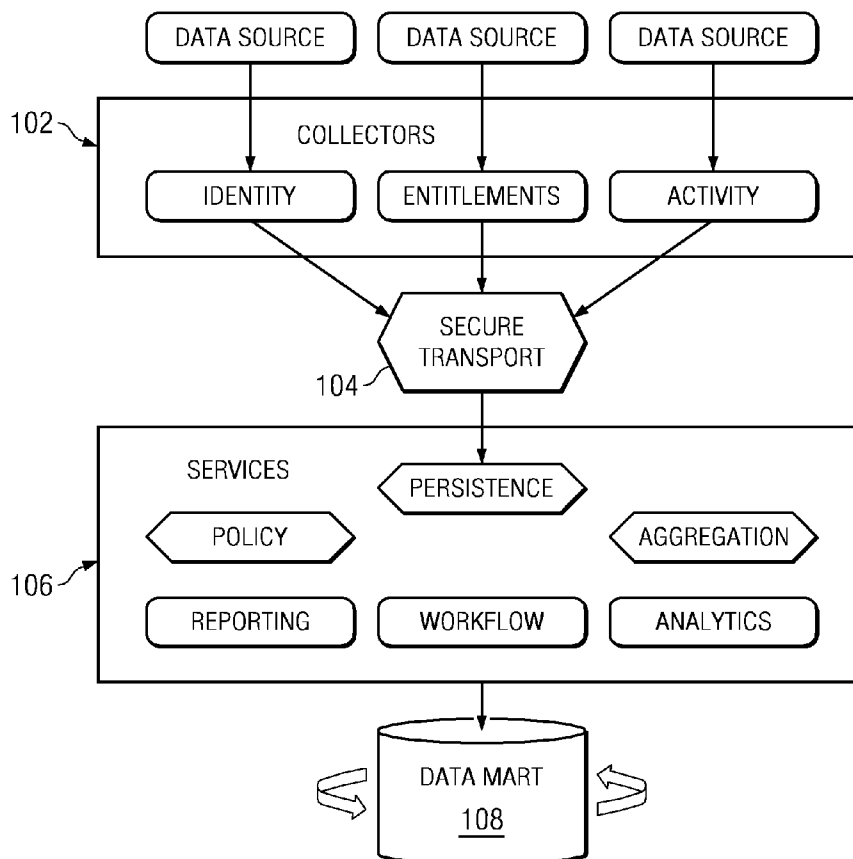 DATA SOURCE DATA SOURCE DATA SOURCE
102
COLLECTORS
IDENTITY ENTITLEMENTS ACTIVITY
SECURE
TRANSPORT
104
SERVICES
PERSISTENCE
POLICY AGGREGATION
106
REPORTING WORKFLOW ANALYTICS
DATA MART
108